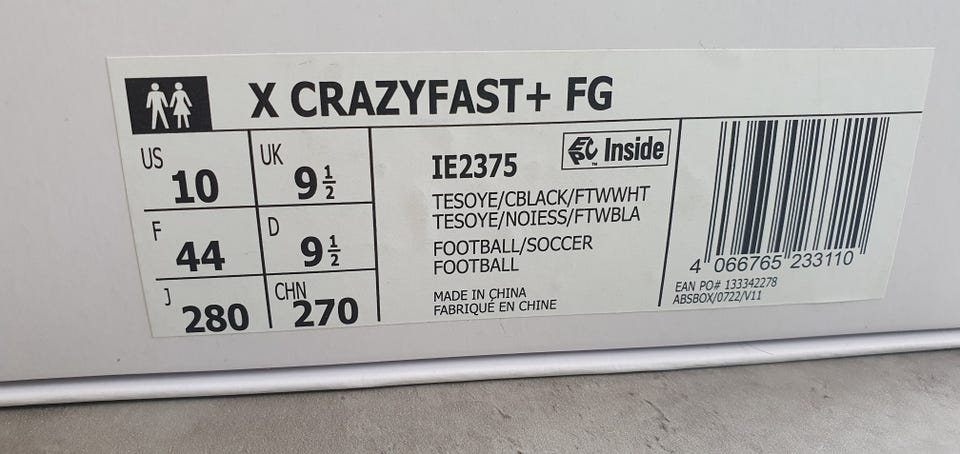 X CRAZYFAST+ FG
US 10
UK 9 1/2
F 44
D 9 1/2
J 280
CHN 270
IE2375
EPC™ Inside
TESOYE/CBLACK/FTWWHT
TESOYE/NOIESS/FTWBLA
FOOTBALL/SOCCER
FOOTBALL
MADE IN CHINA
FABRIQUÉ EN CHINE
4 066765 233110
EAN PO# 133342278
ABSBOX/0722/V11